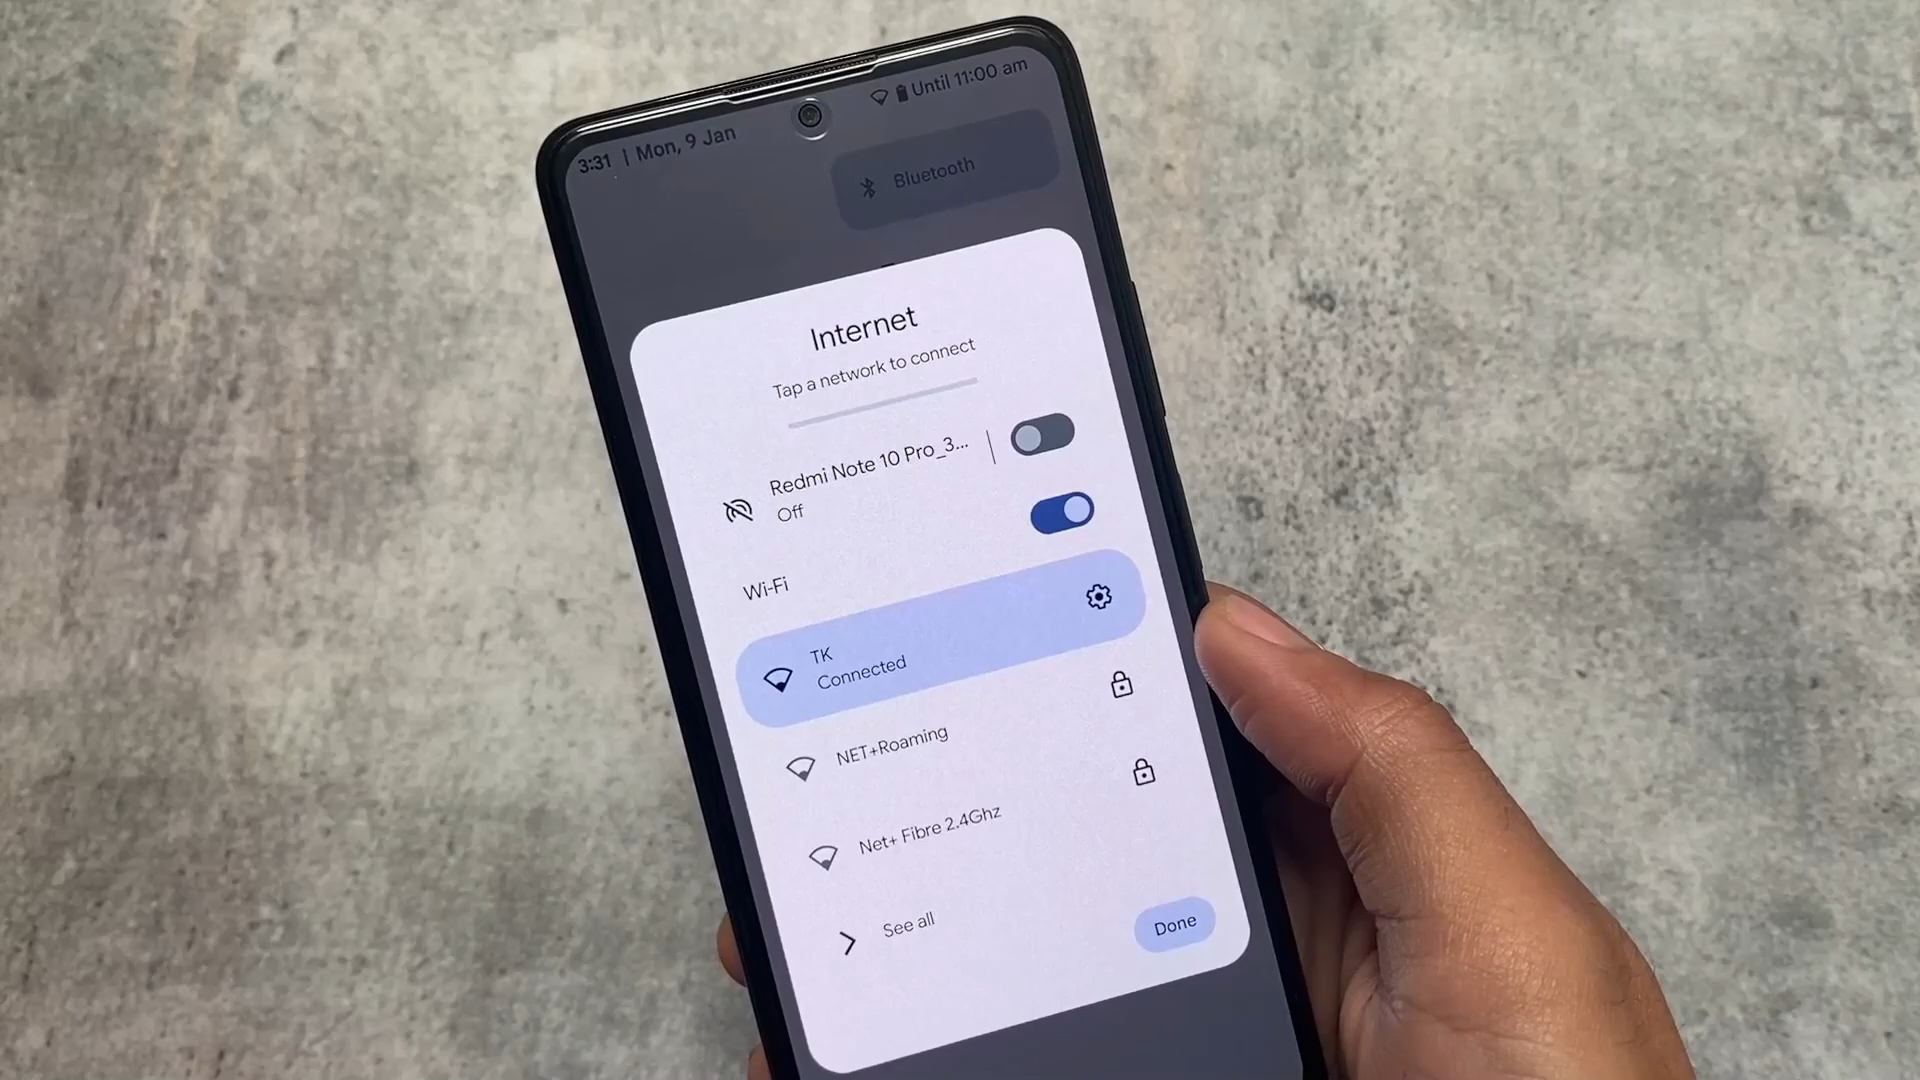 3:31 | Mon, 9 Jan
Until 11:00 am
Bluetooth
Internet
Tap a network to connect
Redmi Note 10 Pro_3...
Off
Wi-Fi
TK
Connected
NET+Roaming
Net+ Fibre 2.4Ghz
See all
Done